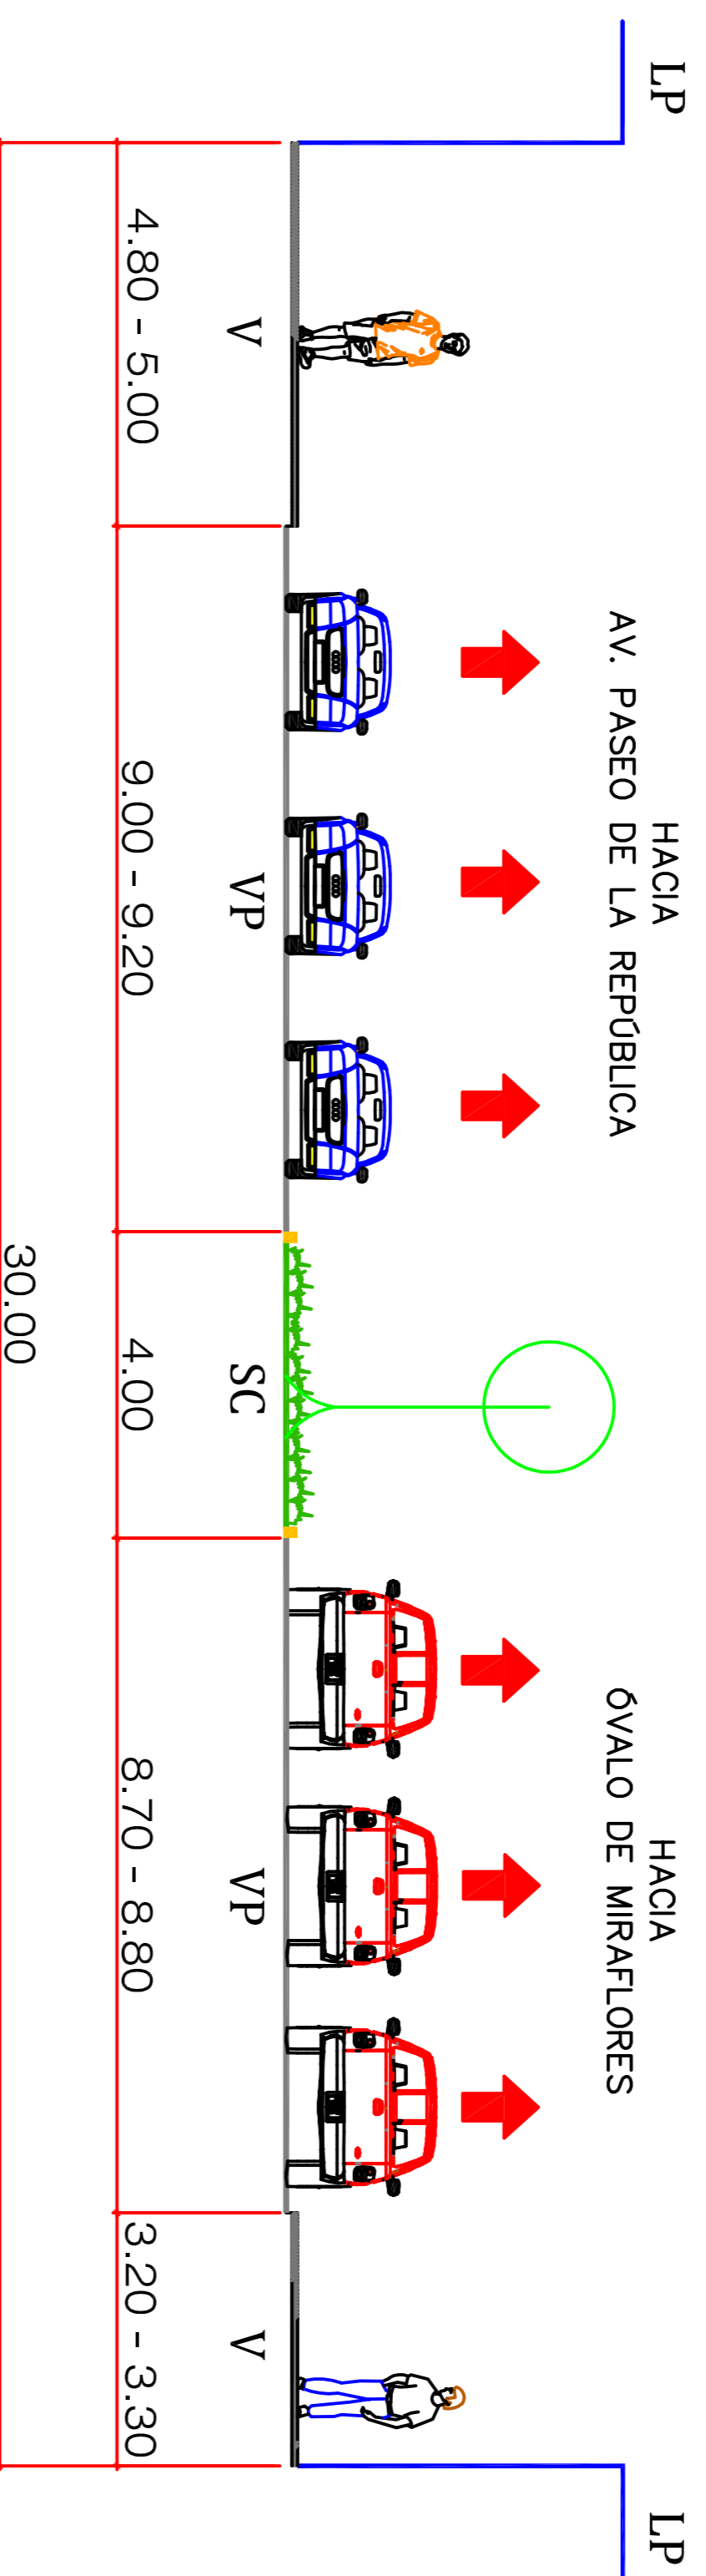 LP
LP
HACIA
AV. PASEO DE LA REPÚBLICA
HACIA
ÓVALO DE MIRAFLORES
V
VP
SC
VP
V
4.80 - 5.00
9.00 - 9.20
4.00
8.70 - 8.80
3.20 - 3.30
30.00